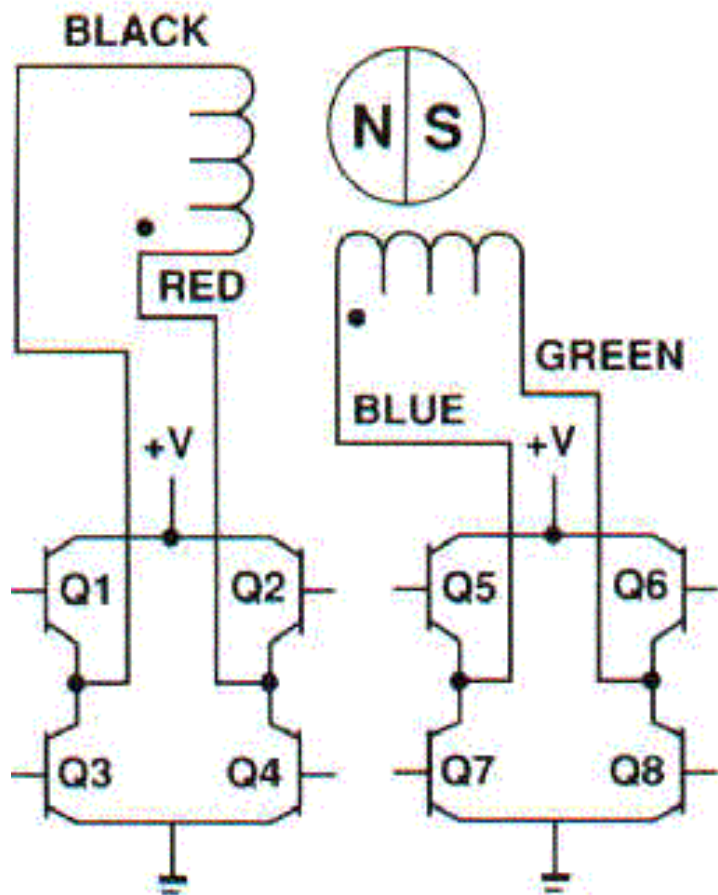 BLACK
N S
RED
GREEN
BLUE
+V +V
Q1 Q2 Q5 Q6
Q3 Q4 Q7 Q8